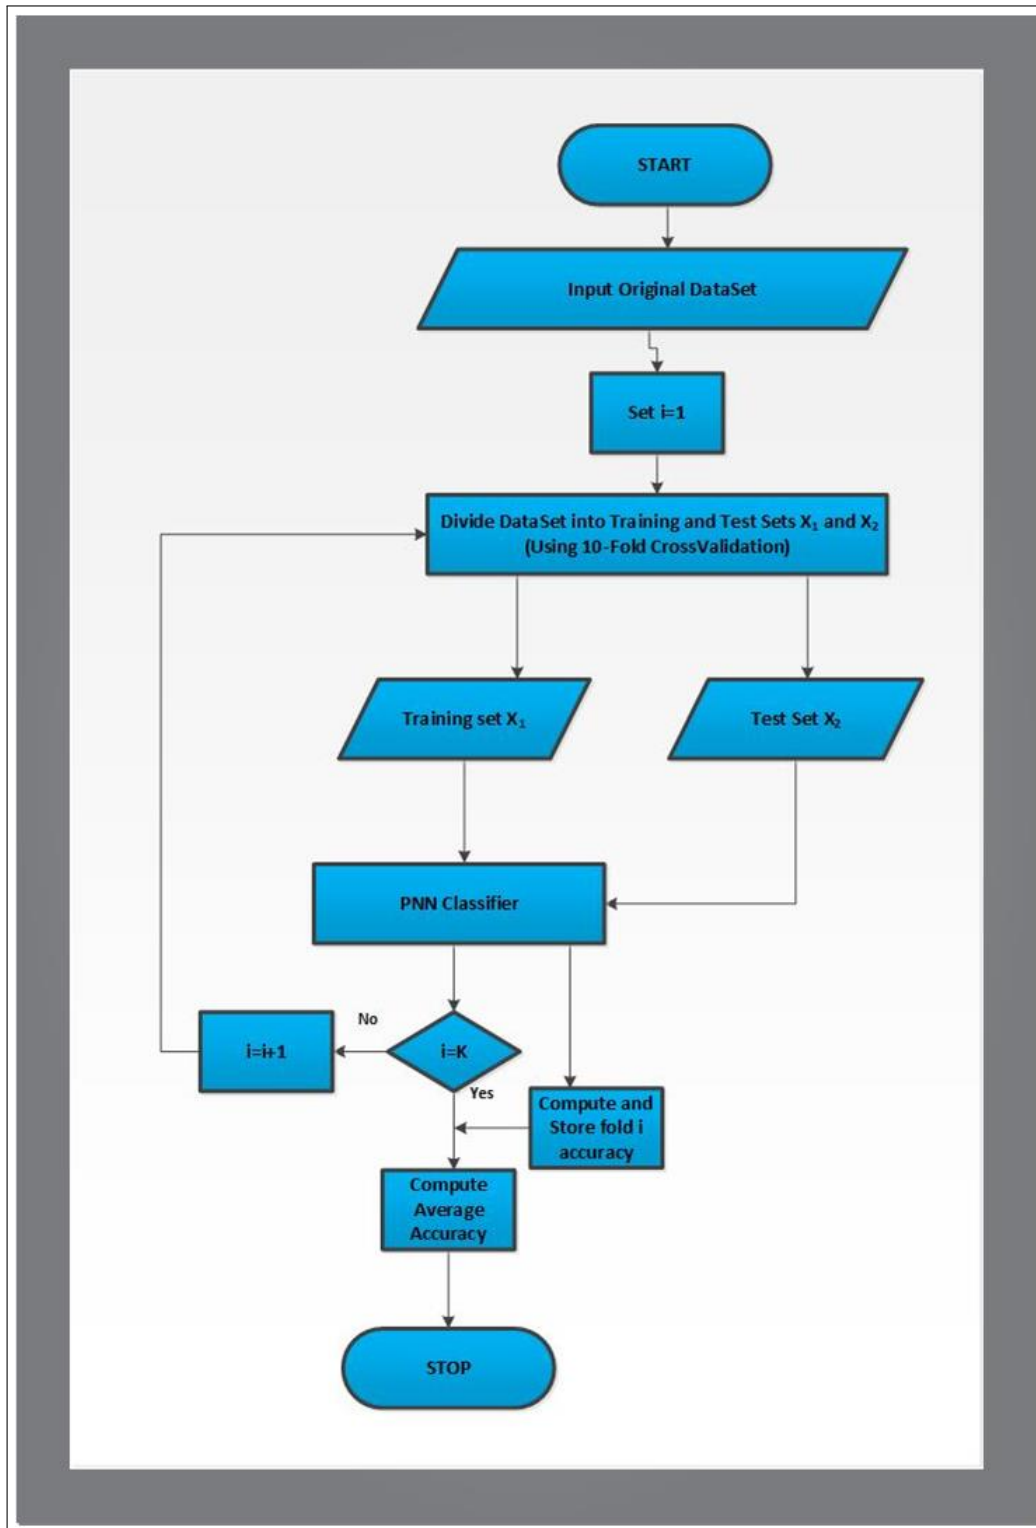 START
Input Original DataSet
Set i=1
Divide DataSet into Training and Test Sets X₁ and X₂
(Using 10-Fold CrossValidation)
Training set X₁
Test Set X₂
PNN Classifier
No
i=i+1
i=K
Yes
Compute and
Store fold i
accuracy
Compute
Average
Accuracy
STOP